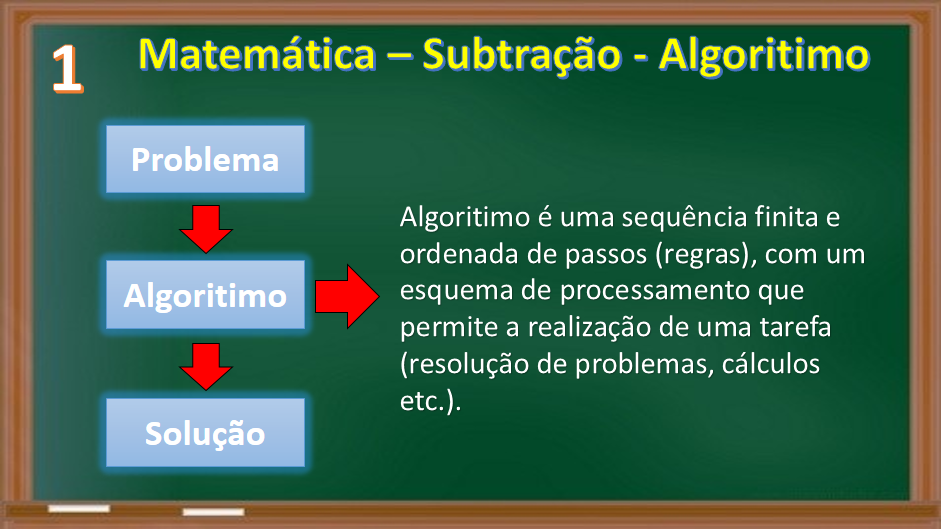 1
Matemática – Subtração - Algoritimo
Problema
Algoritimo
Solução
Algoritimo é uma sequência finita e
ordenada de passos (regras), com um
esquema de processamento que
permite a realização de uma tarefa
(resolução de problemas, cálculos
etc.).